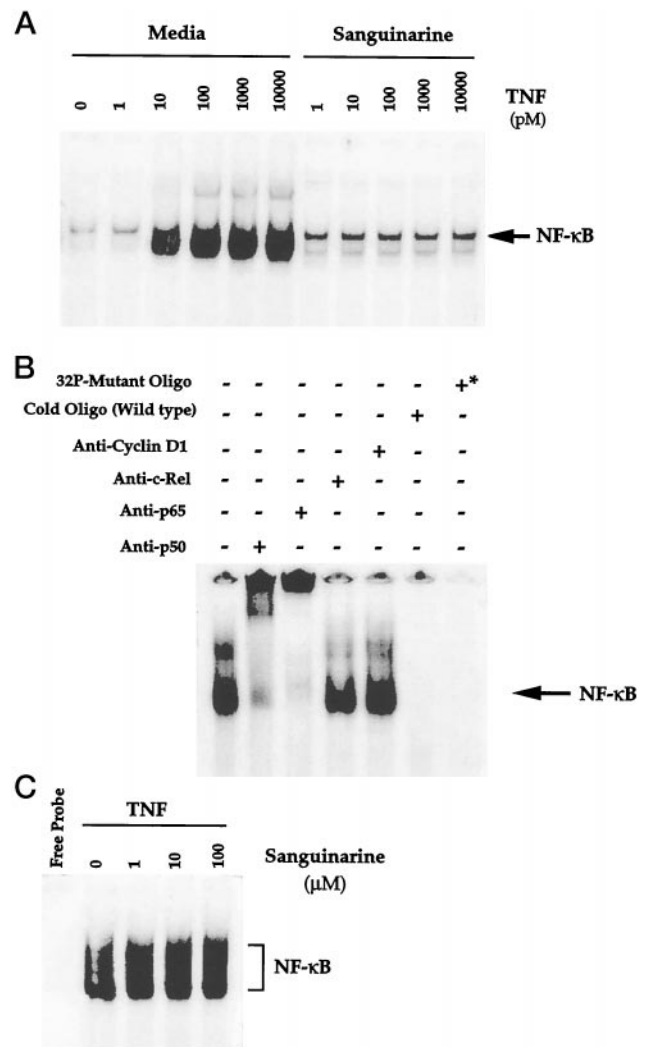 A
Media Sanguinarine
0 1 10 100 1000 10000 1 10 100 1000 10000 TNF
(pM)
NF-κB
B
32P-Mutant Oligo - - - - - - +*
Cold Oligo (Wild type) - - - - - + -
Anti-Cyclin D1 - - - - + - -
Anti-c-Rel - - - + - - -
Anti-p65 - - + - - - -
Anti-p50 - + - - - - -
NF-κB
C
Free Probe TNF
0 1 10 100 Sanguinarine
(μM)
NF-κB